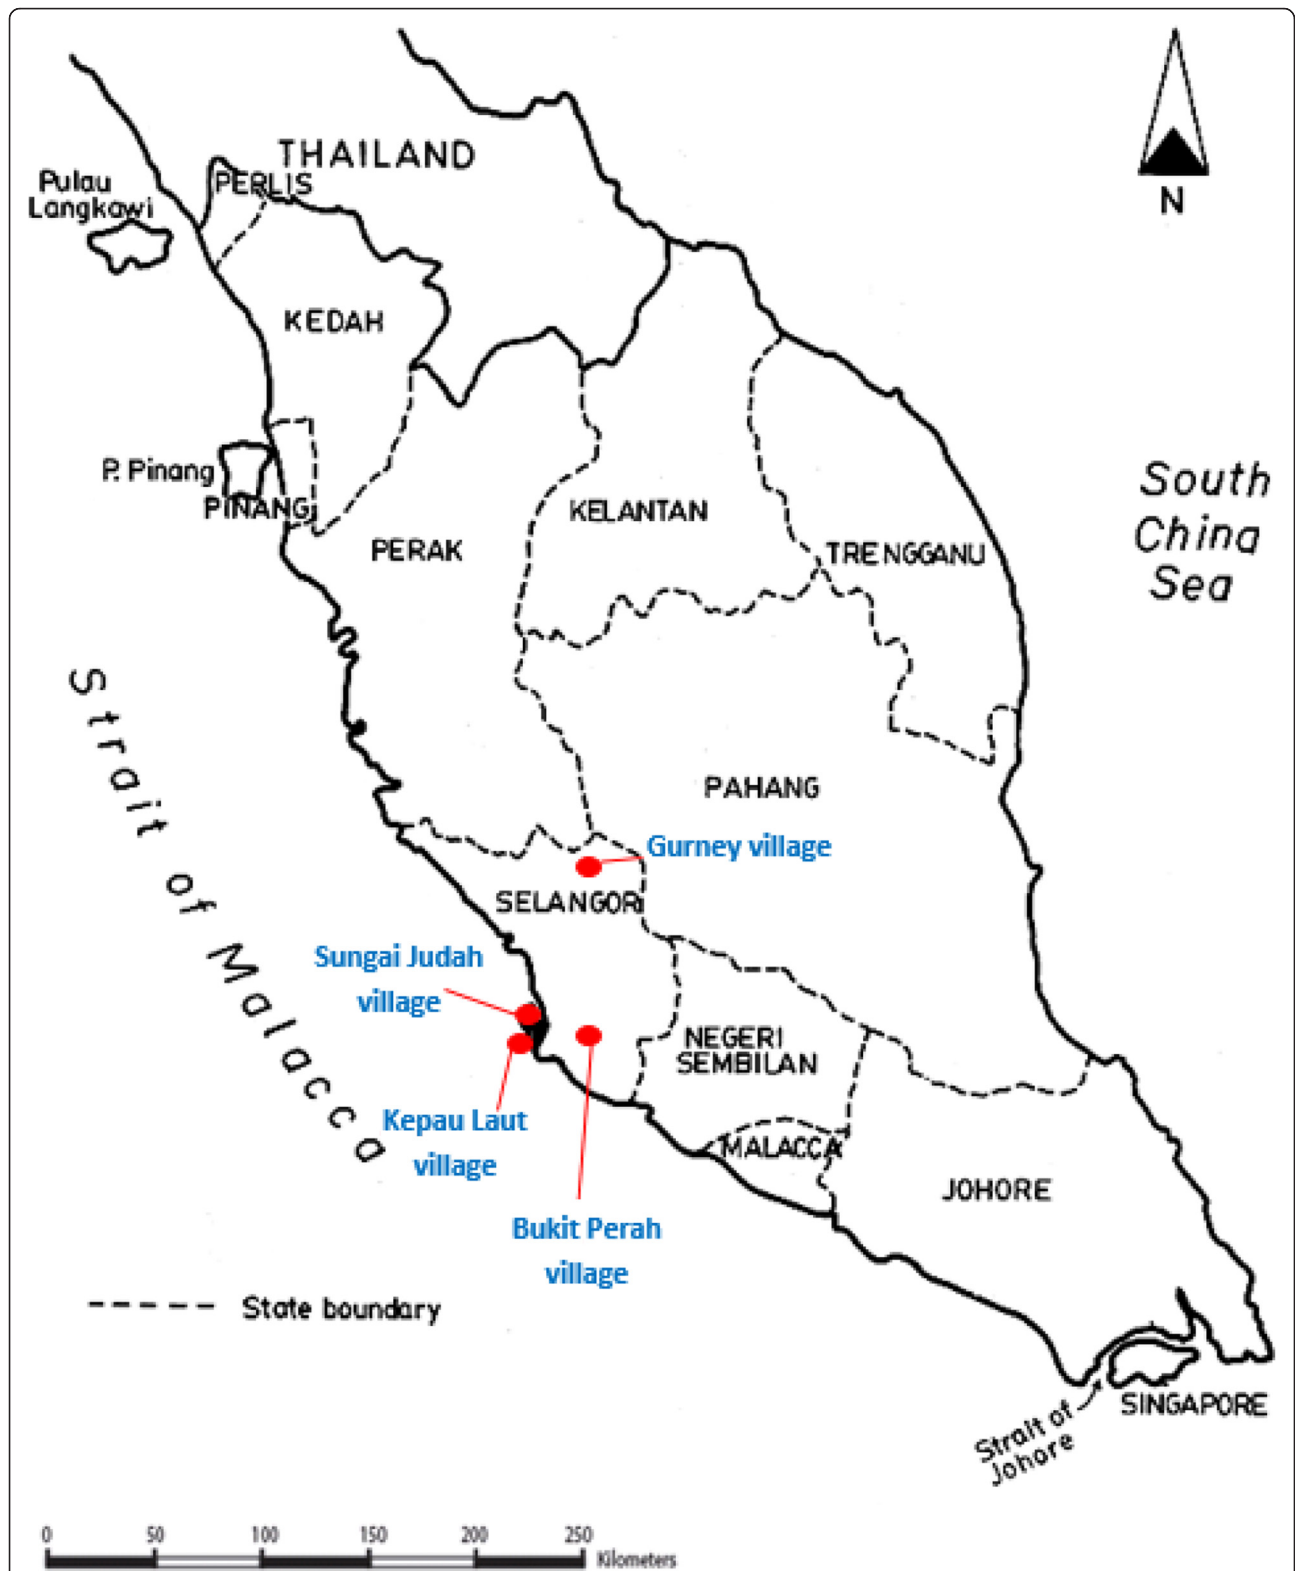 THAILAND
PERLIS
Pulau
Langkawi
N
KEDAH
P. Pinang
PINANG
South
China
Sea
KELANTAN
PERAK
TRENGGANU
Strait of Malacca
PAHANG
Gurney village
SELANGOR
Sungai Judah
village
NEGERI
SEMBILAN
Kepau Laut
village
MALACCA
JOHORE
Bukit Perah
village
State boundary
SINGAPORE
Strait of
Johore
0 50 100 150 200 250
Kilometers